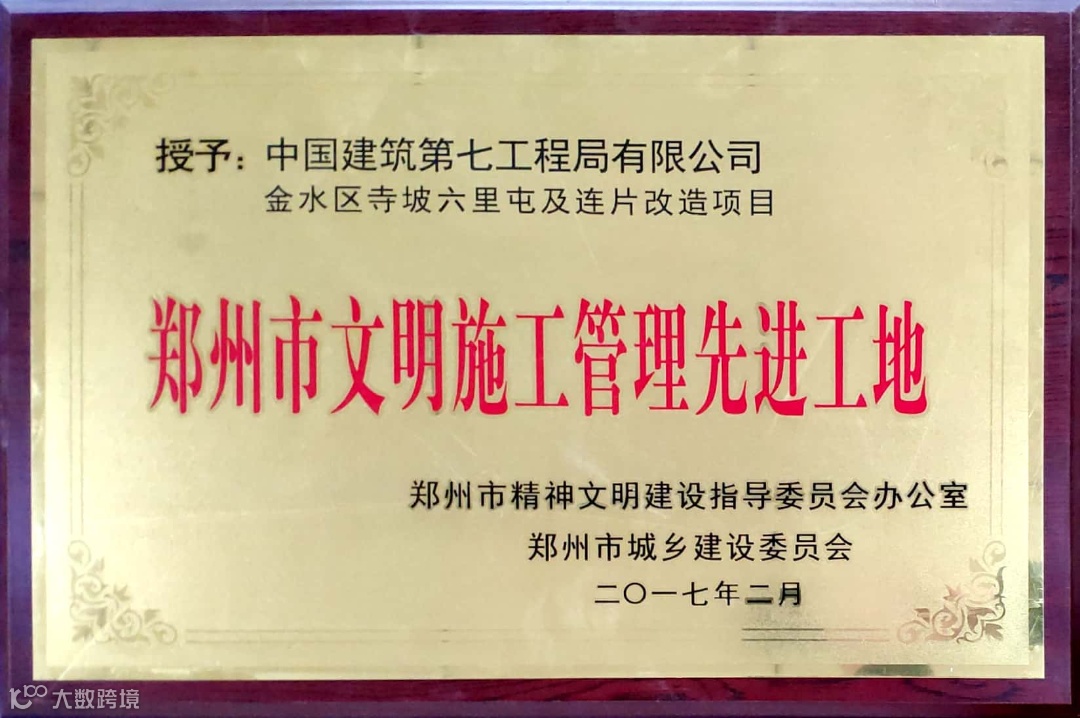 授予：中国建筑第七工程局有限公司
金水区寺坡六里屯及连片改造项目
郑州市文明施工管理先进工地
郑州市精神文明建设指导委员会办公室
郑州市城乡建设委员会
二〇一七年二月
大数跨境